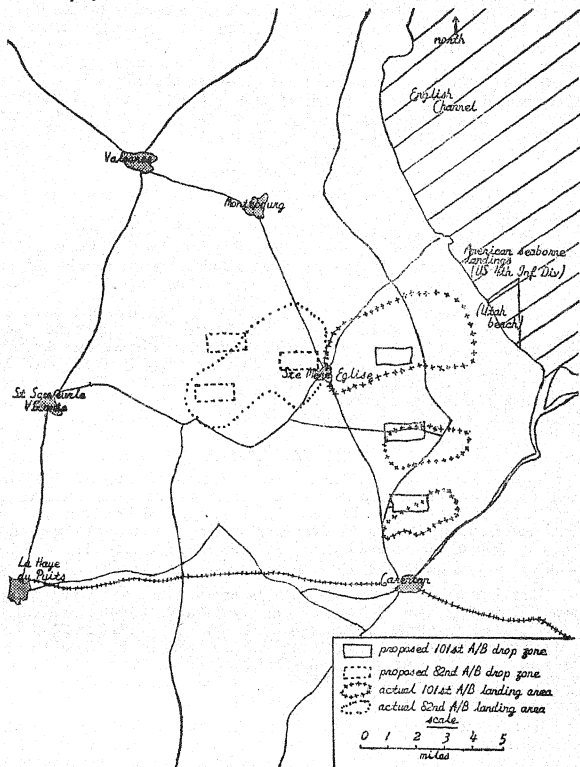 north
English
Channel
Valognes
Montebourg
American seaborne
landings
(US 4th Inf Div)
(Utah
beach)
Ste Mère Eglise
St Sauveur le
Vicomte
La Haye
du Puits
Carentan
proposed 101st A/B drop zone
proposed 82nd A/B drop zone
actual 101st A/B landing area
actual 82nd A/B landing area
scale
0 1 2 3 4 5
miles